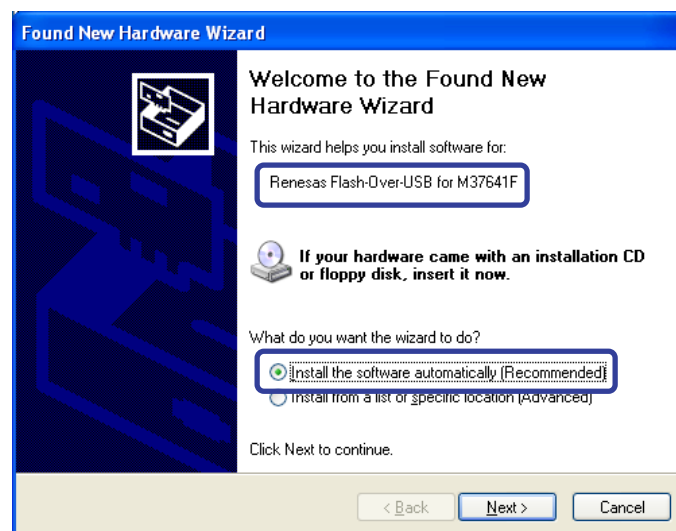 Found New Hardware Wizard
Welcome to the Found New
Hardware Wizard
This wizard helps you install software for:
Renesas Flash-Over-USB for M37641F
If your hardware came with an installation CD
or floppy disk, insert it now.
What do you want the wizard to do?
Install the software automatically (Recommended)
Install from a list or specific location (Advanced)
Click Next to continue.
< Back Next > Cancel